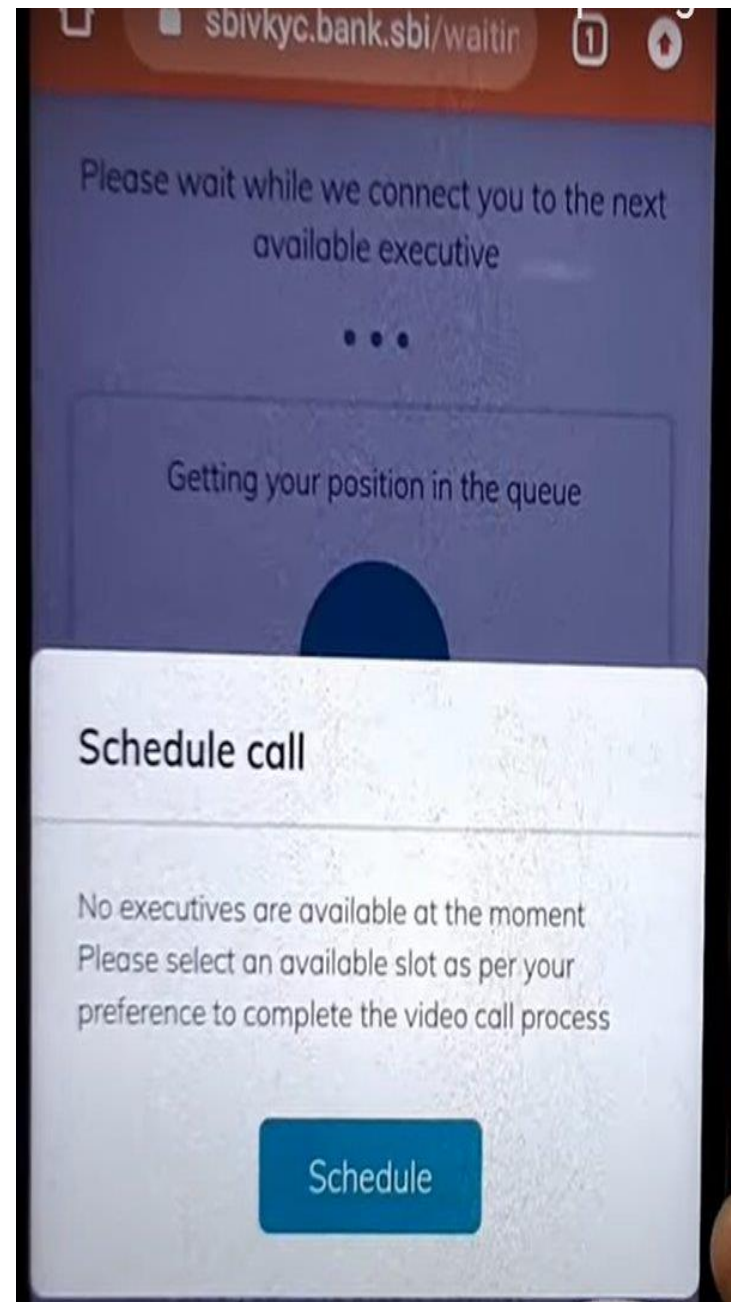 sbivkyc.bank.sbi/waitin
1
Please wait while we connect you to the next
available executive
Getting your position in the queue
Schedule call
No executives are available at the moment
Please select an available slot as per your
preference to complete the video call process
Schedule